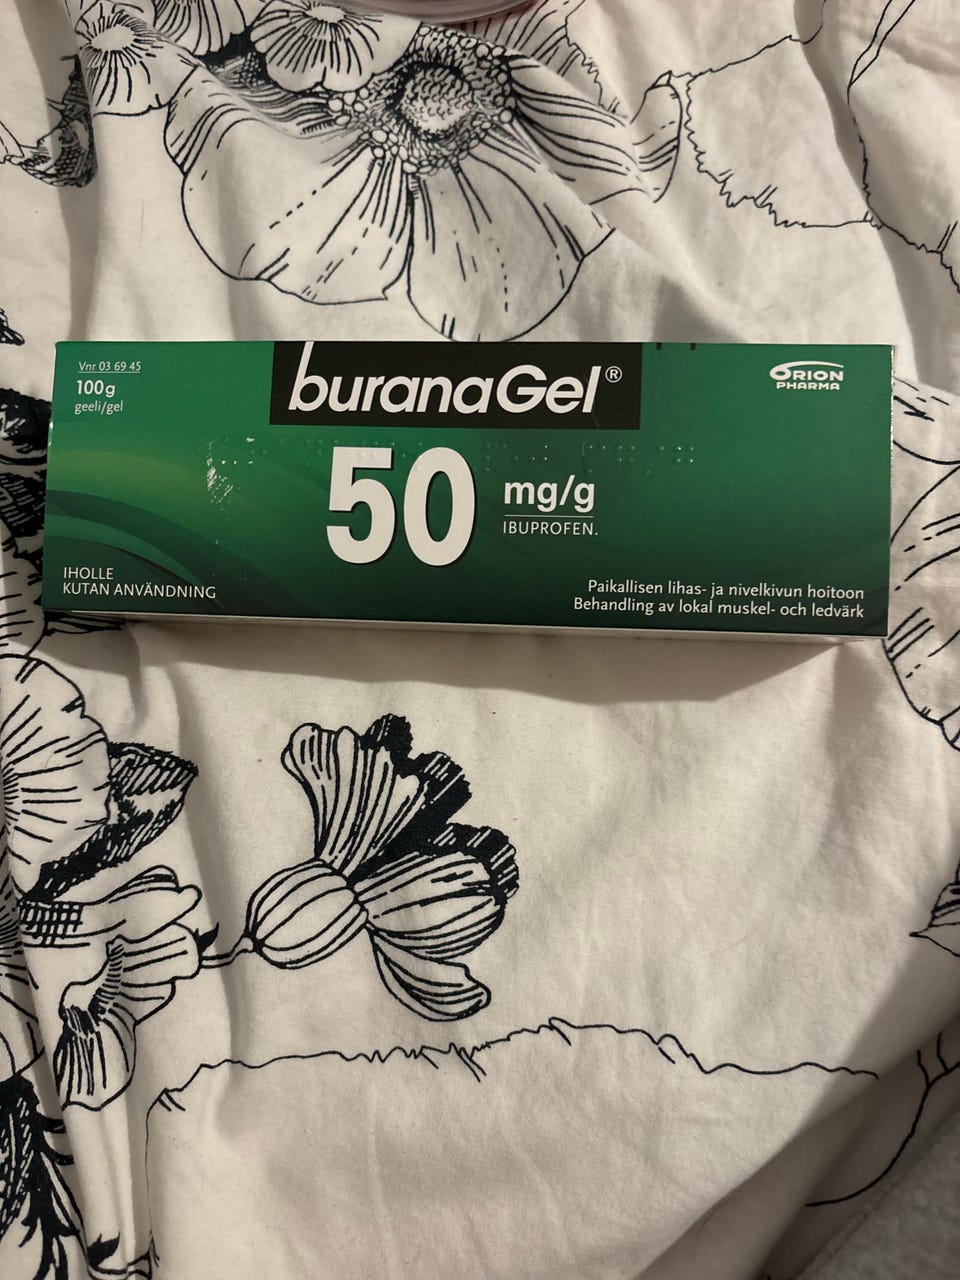 Vnr 03 69 45
100g
geeli/gel
buranaGel®
ORION
PHARMA
50 mg/g
IBUPROFEN.
IHOLLE
KUTAN ANVÄNDNING
Paikallisen lihas- ja nivelkivun hoitoon
Behandling av lokal muskel- och ledvärk